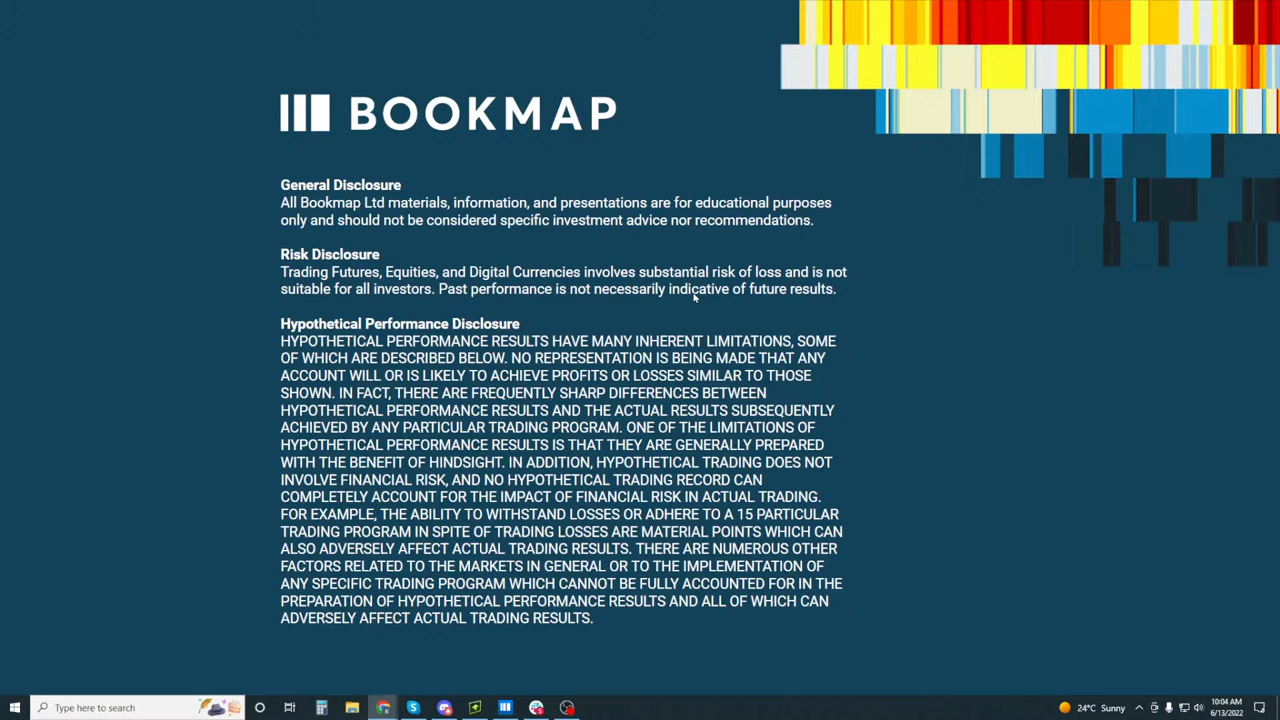 BOOKMAP
General Disclosure
All Bookmap Ltd materials, information, and presentations are for educational purposes
only and should not be considered specific investment advice nor recommendations.
Risk Disclosure
Trading Futures, Equities, and Digital Currencies involves substantial risk of loss and is not
suitable for all investors. Past performance is not necessarily indicative of future results.
Hypothetical Performance Disclosure
HYPOTHETICAL PERFORMANCE RESULTS HAVE MANY INHERENT LIMITATIONS, SOME
OF WHICH ARE DESCRIBED BELOW. NO REPRESENTATION IS BEING MADE THAT ANY
ACCOUNT WILL OR IS LIKELY TO ACHIEVE PROFITS OR LOSSES SIMILAR TO THOSE
SHOWN. IN FACT, THERE ARE FREQUENTLY SHARP DIFFERENCES BETWEEN
HYPOTHETICAL PERFORMANCE RESULTS AND THE ACTUAL RESULTS SUBSEQUENTLY
ACHIEVED BY ANY PARTICULAR TRADING PROGRAM. ONE OF THE LIMITATIONS OF
HYPOTHETICAL PERFORMANCE RESULTS IS THAT THEY ARE GENERALLY PREPARED
WITH THE BENEFIT OF HINDSIGHT. IN ADDITION, HYPOTHETICAL TRADING DOES NOT
INVOLVE FINANCIAL RISK, AND NO HYPOTHETICAL TRADING RECORD CAN
COMPLETELY ACCOUNT FOR THE IMPACT OF FINANCIAL RISK IN ACTUAL TRADING.
FOR EXAMPLE, THE ABILITY TO WITHSTAND LOSSES OR ADHERE TO A 15 PARTICULAR
TRADING PROGRAM IN SPITE OF TRADING LOSSES ARE MATERIAL POINTS WHICH CAN
ALSO ADVERSELY AFFECT ACTUAL TRADING RESULTS. THERE ARE NUMEROUS OTHER
FACTORS RELATED TO THE MARKETS IN GENERAL OR TO THE IMPLEMENTATION OF
ANY SPECIFIC TRADING PROGRAM WHICH CANNOT BE FULLY ACCOUNTED FOR IN THE
PREPARATION OF HYPOTHETICAL PERFORMANCE RESULTS AND ALL OF WHICH CAN
ADVERSELY AFFECT ACTUAL TRADING RESULTS.
Type here to search
24°C Sunny
10:04 AM
6/13/2022